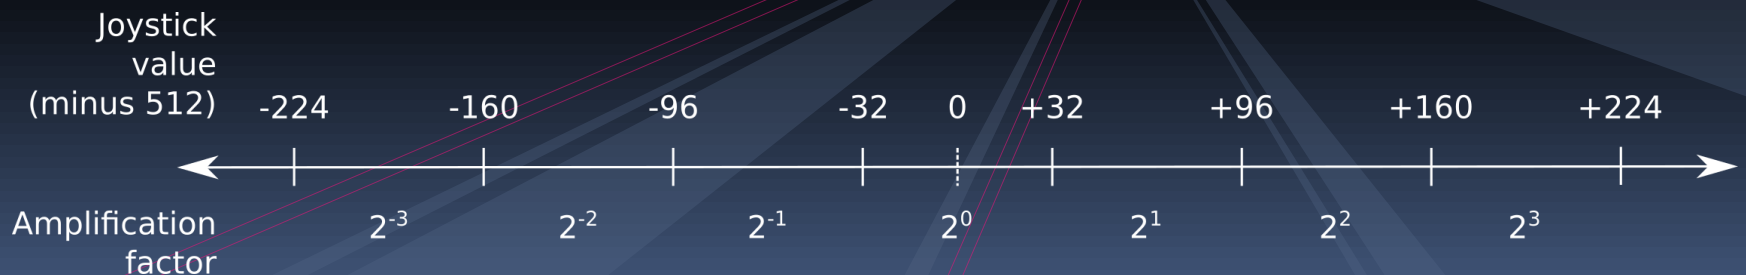 Joystick
value
(minus 512)
-224 -160 -96 -32 0 +32 +96 +160 +224
Amplification
factor
2⁻³ 2⁻² 2⁻¹ 2⁰ 2¹ 2² 2³